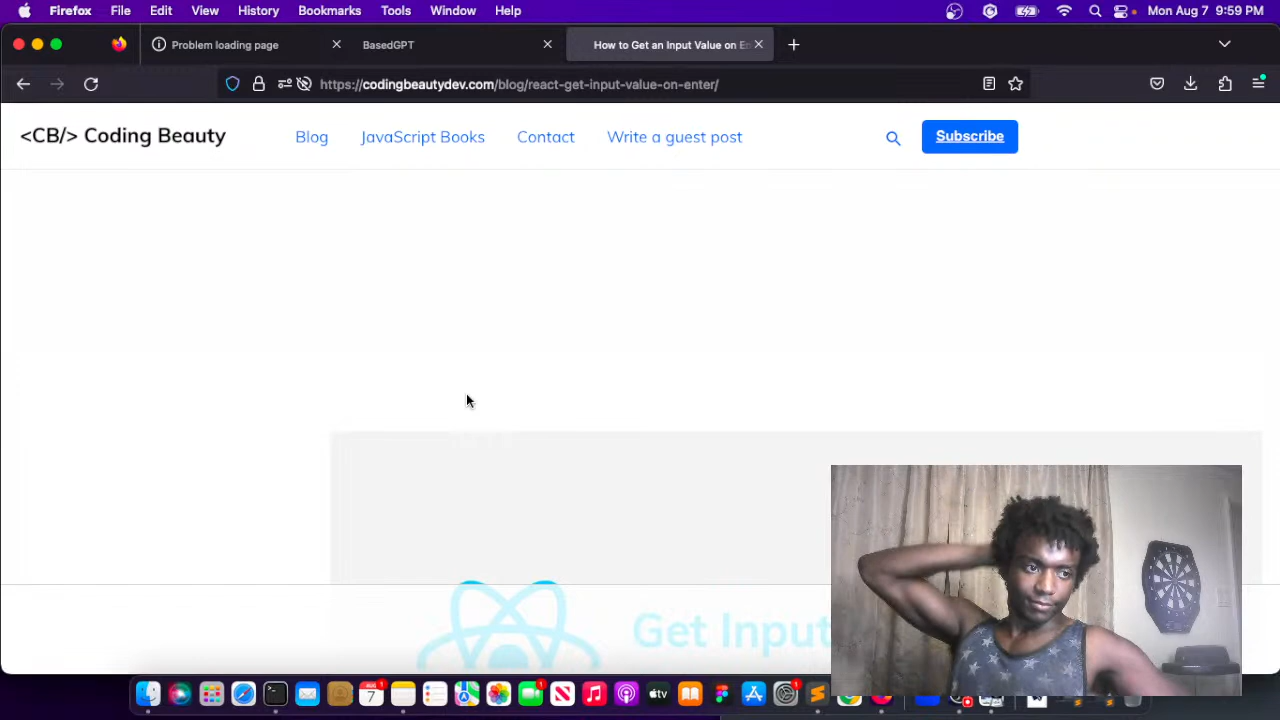 Firefox File Edit View History Bookmarks Tools Window Help Mon Aug 7 9:59 PM
Problem loading page BasedGPT How to Get an Input Value on En
https://codingbeautydev.com/blog/react-get-input-value-on-enter/
<CB/> Coding Beauty Blog JavaScript Books Contact Write a guest post Subscribe
Get Input